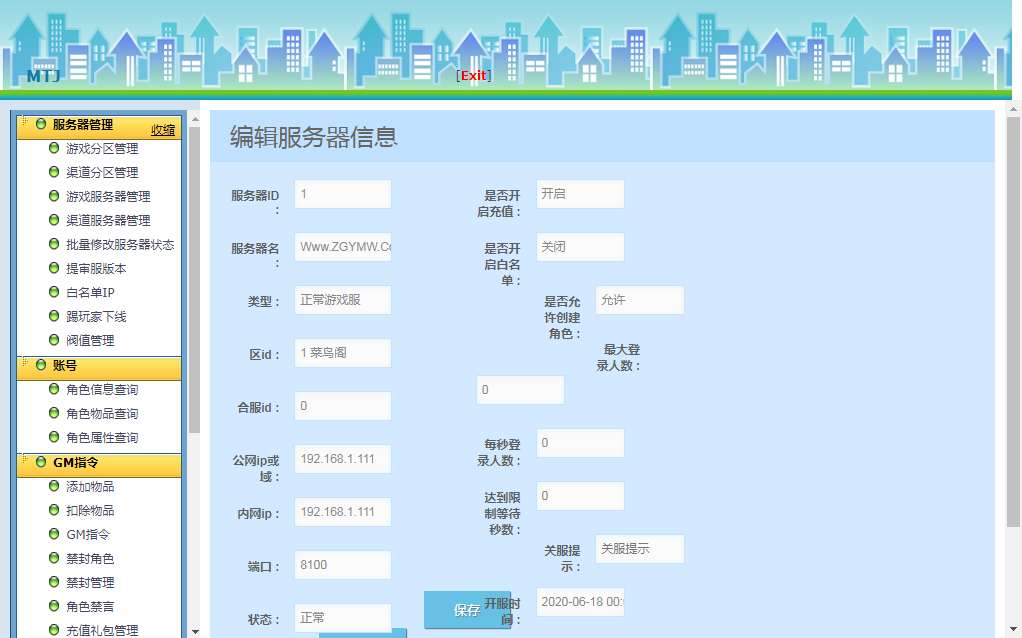 MTJ
[Exit]
服务器管理 收缩
游戏分区管理
渠道分区管理
游戏服务器管理
渠道服务器管理
批量修改服务器状态
提审服版本
白名单IP
踢玩家下线
阀值管理
账号
角色信息查询
角色物品查询
角色属性查询
GM指令
添加物品
扣除物品
GM指令
禁封角色
禁封管理
角色禁言
充值礼包管理
编辑服务器信息
服务器ID
：
1
服务器名
：
Www.ZGYMW.Co
类型：
正常游戏服
区id：
1 菜鸟阁
合服id：
0
公网ip或
域：
192.168.1.111
内网ip：
192.168.1.111
端口：
8100
状态：
正常
是否开
启充值：
开启
是否开
启白名
单：
关闭
是否允
许创建
角色：
允许
最大登
录人数：
0
每秒登
录人数：
0
达到限
制等待
秒数：
0
关服提
示：
关服提示
保存
开服时
间：
2020-06-18 00: